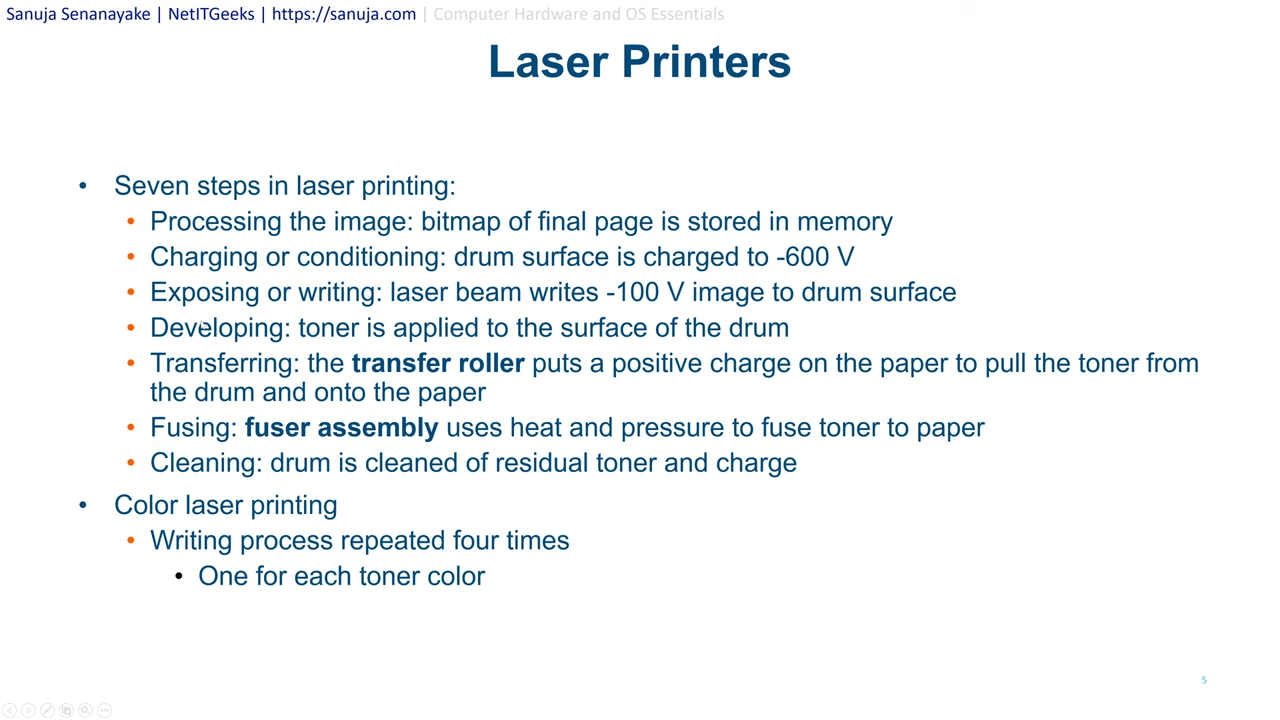 Sanuja Senanayake | NetITGeeks | https://sanuja.com | Computer Hardware and OS Essentials
Laser Printers
• Seven steps in laser printing:
• Processing the image: bitmap of final page is stored in memory
• Charging or conditioning: drum surface is charged to -600 V
• Exposing or writing: laser beam writes -100 V image to drum surface
• Developing: toner is applied to the surface of the drum
• Transferring: the transfer roller puts a positive charge on the paper to pull the toner from
the drum and onto the paper
• Fusing: fuser assembly uses heat and pressure to fuse toner to paper
• Cleaning: drum is cleaned of residual toner and charge
• Color laser printing
• Writing process repeated four times
• One for each toner color
5